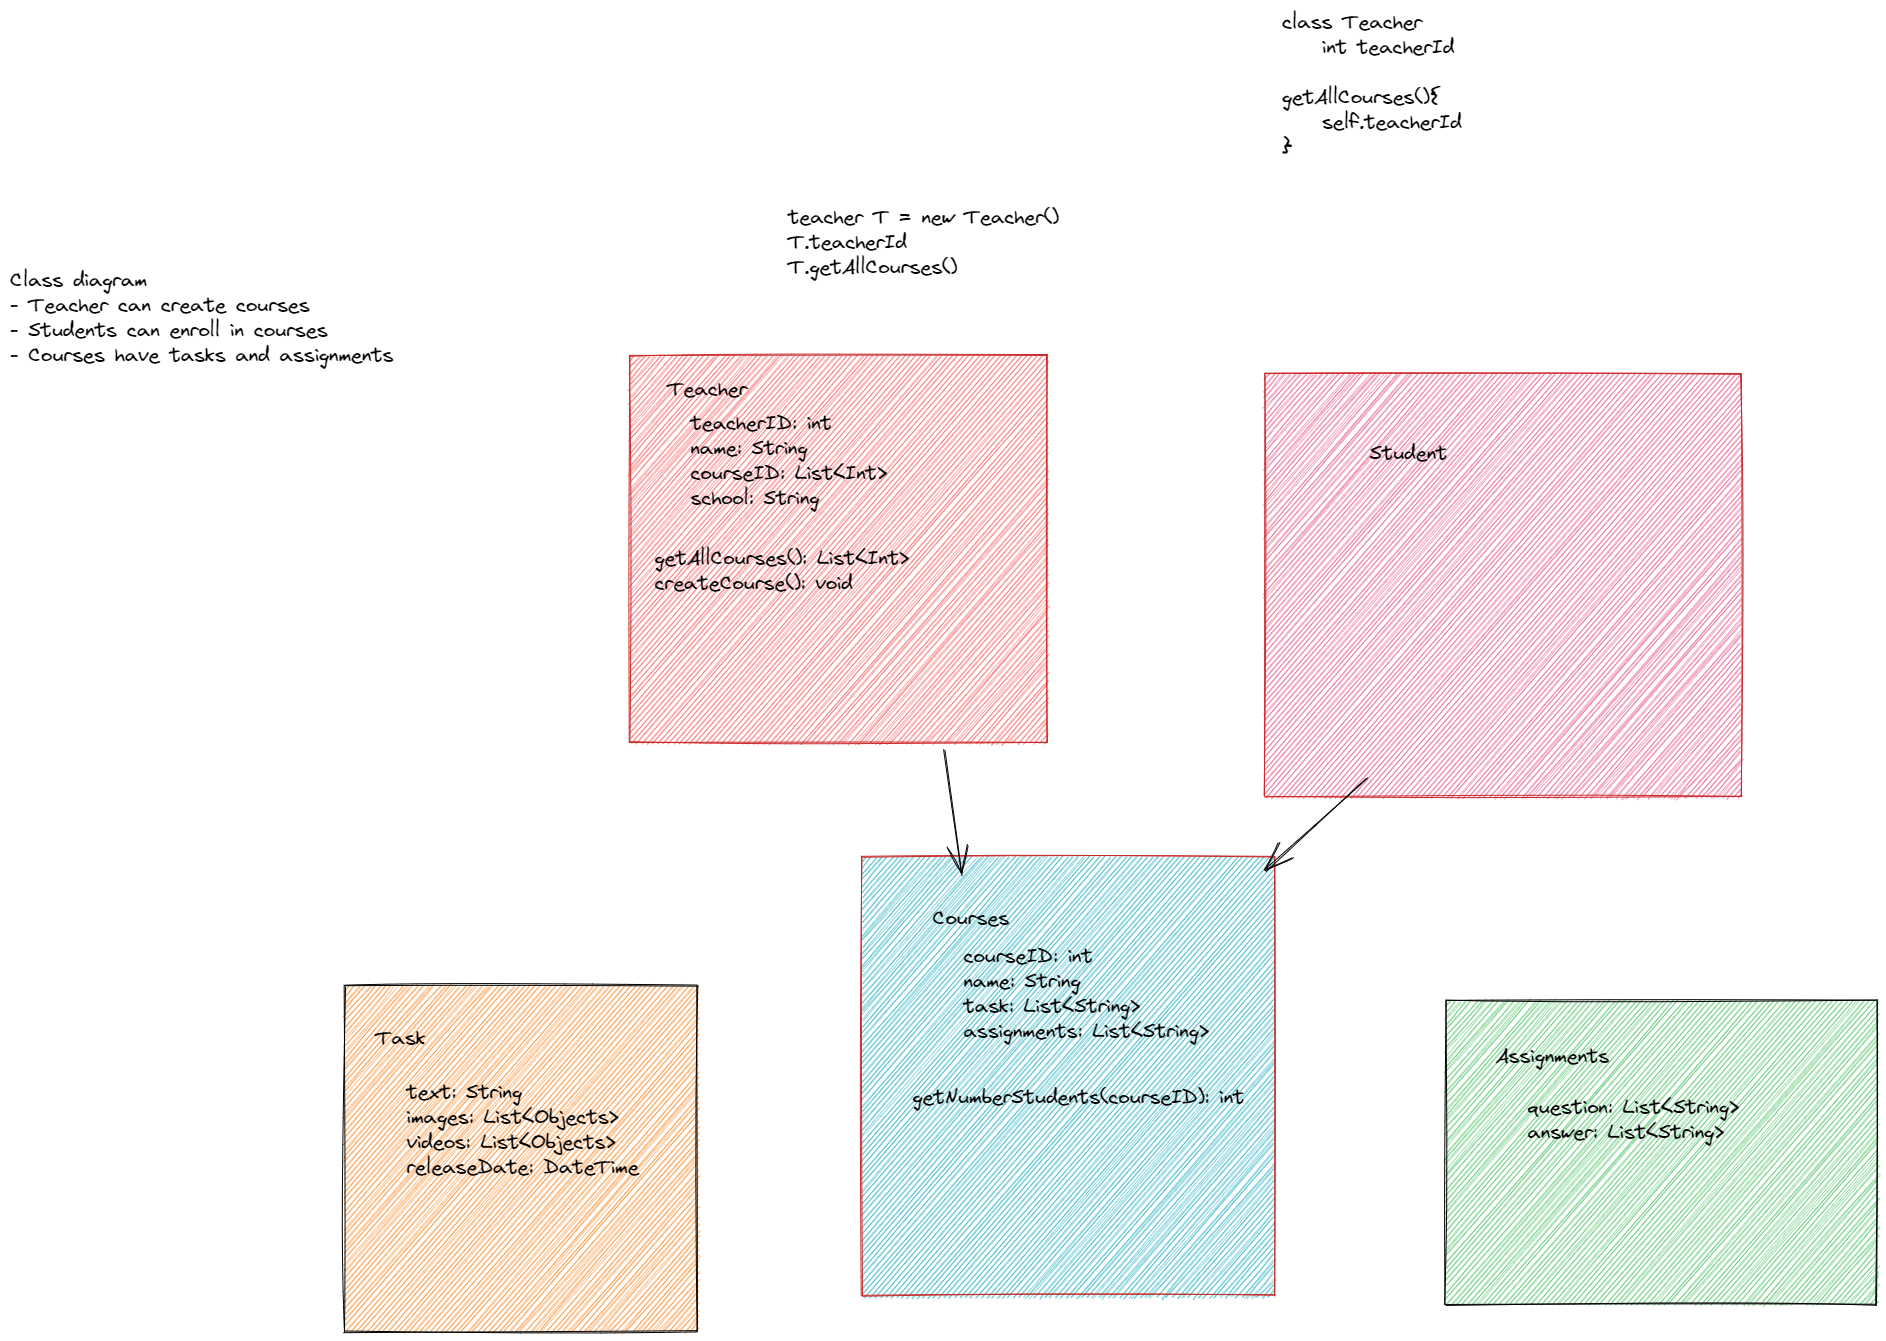 class Teacher
int teacherId
getAllCourses(){
self.teacherId
}
teacher T = new Teacher()
T.teacherId
T.getAllCourses()
Class diagram
- Teacher can create courses
- Students can enroll in courses
- Courses have tasks and assignments
Teacher
teacherID: int
name: String
courseID: List<Int>
school: String
getAllCourses(): List<Int>
createCourse(): void
Student
Courses
courseID: int
name: String
task: List<String>
assignments: List<String>
getNumberStudents(courseID): int
Task
text: String
images: List<Objects>
videos: List<Objects>
releaseDate: DateTime
Assignments
question: List<String>
answer: List<String>